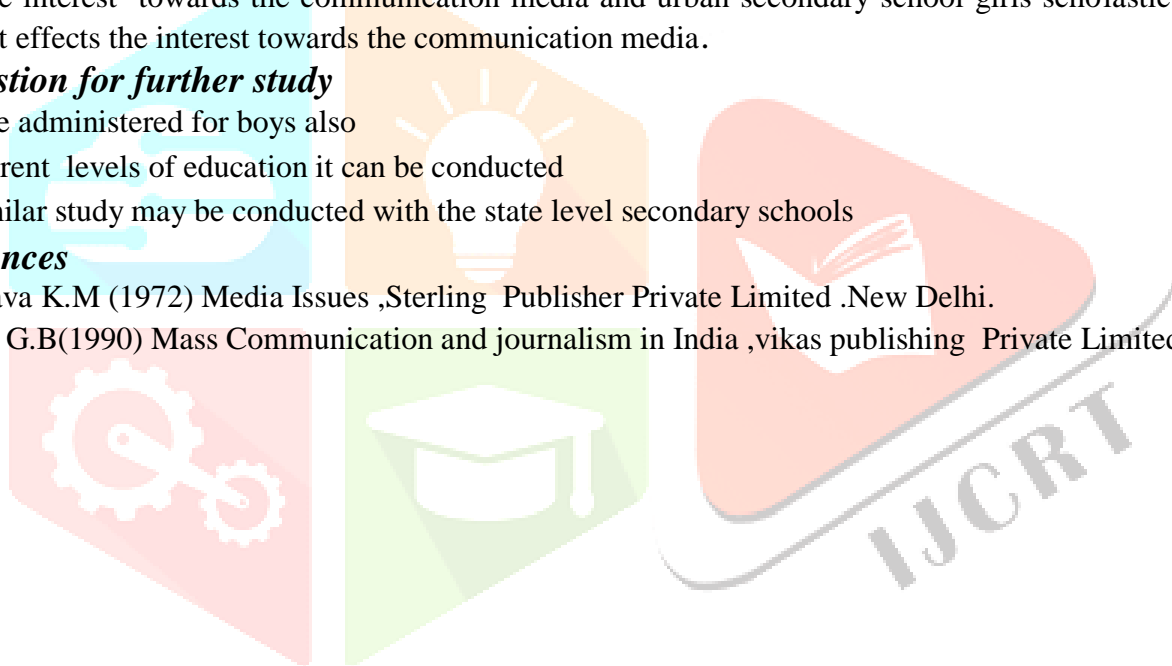 e interest towards the communication media and urban secondary school girls scholastic
t effects the interest towards the communication media.
stion for further study
e administered for boys also
rent levels of education it can be conducted
ilar study may be conducted with the state level secondary schools
nces
ava K.M (1972) Media Issues ,Sterling Publisher Private Limited .New Delhi.
G.B(1990) Mass Communication and journalism in India ,vikas publishing Private Limited
IJCRT